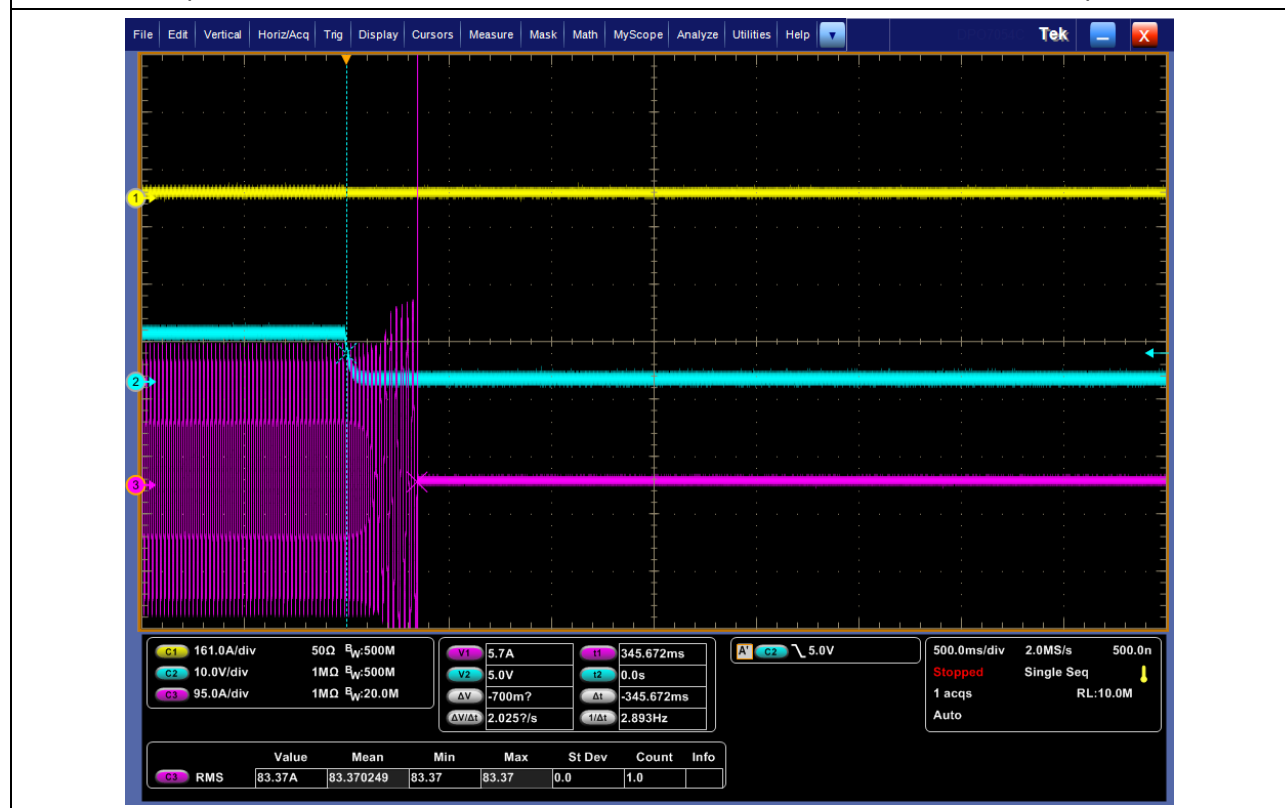 File Edit Vertical Horiz/Acq Trig Display Cursors Measure Mask Math MyScope Analyze Utilities Help Tek X
1
2
3
C1 161.0A/div 50Ω BW:500M
C2 10.0V/div 1MΩ BW:500M
C3 95.0A/div 1MΩ BW:20.0M
V1 5.7A t1 345.672ms
V2 5.0V t2 0.0s
ΔV -700m? Δt -345.672ms
ΔV/Δt 2.025?/s 1/Δt 2.893Hz
A' C2 5.0V
500.0ms/div 2.0MS/s 500.0n
Stopped Single Seq
1 acqs RL:10.0M
Auto
Value Mean Min Max St Dev Count Info
C3 RMS 83.37A 83.370249 83.37 83.37 0.0 1.0